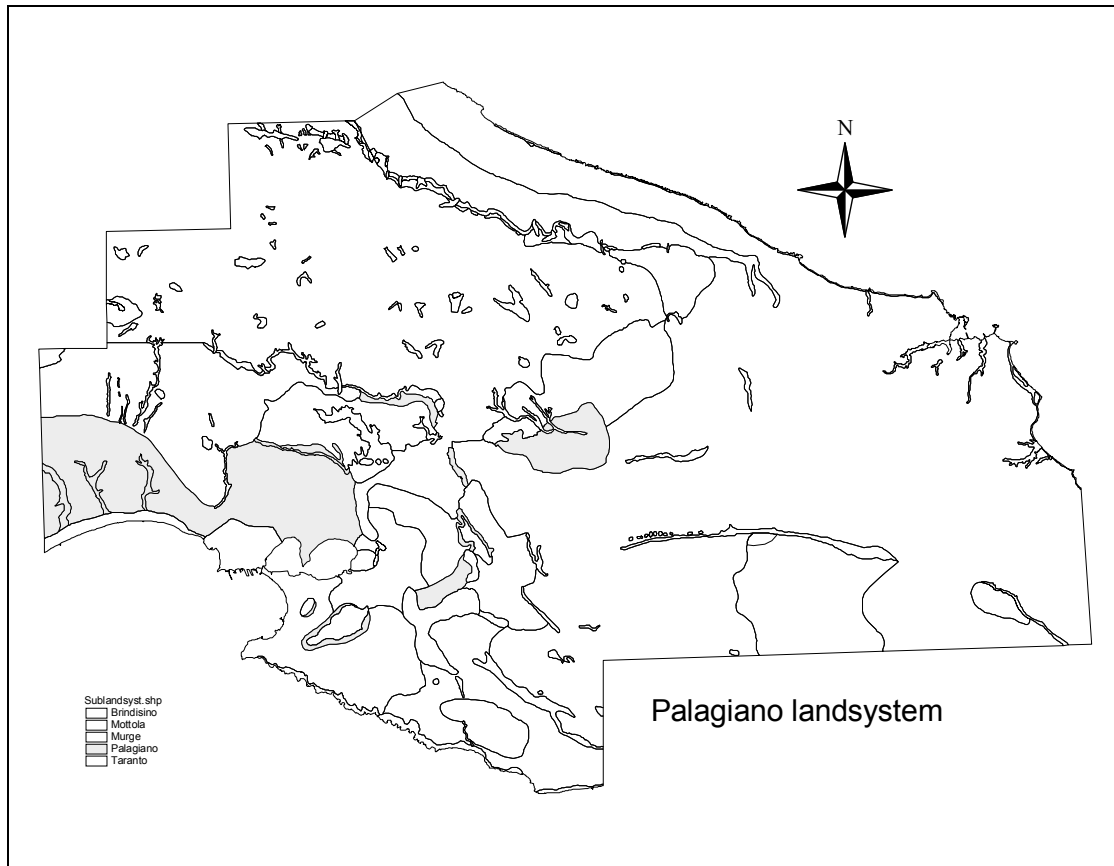 N
Palagiano landsystem
Sublandsyst.shp
Brindisino
Mottola
Murge
Palagiano
Taranto